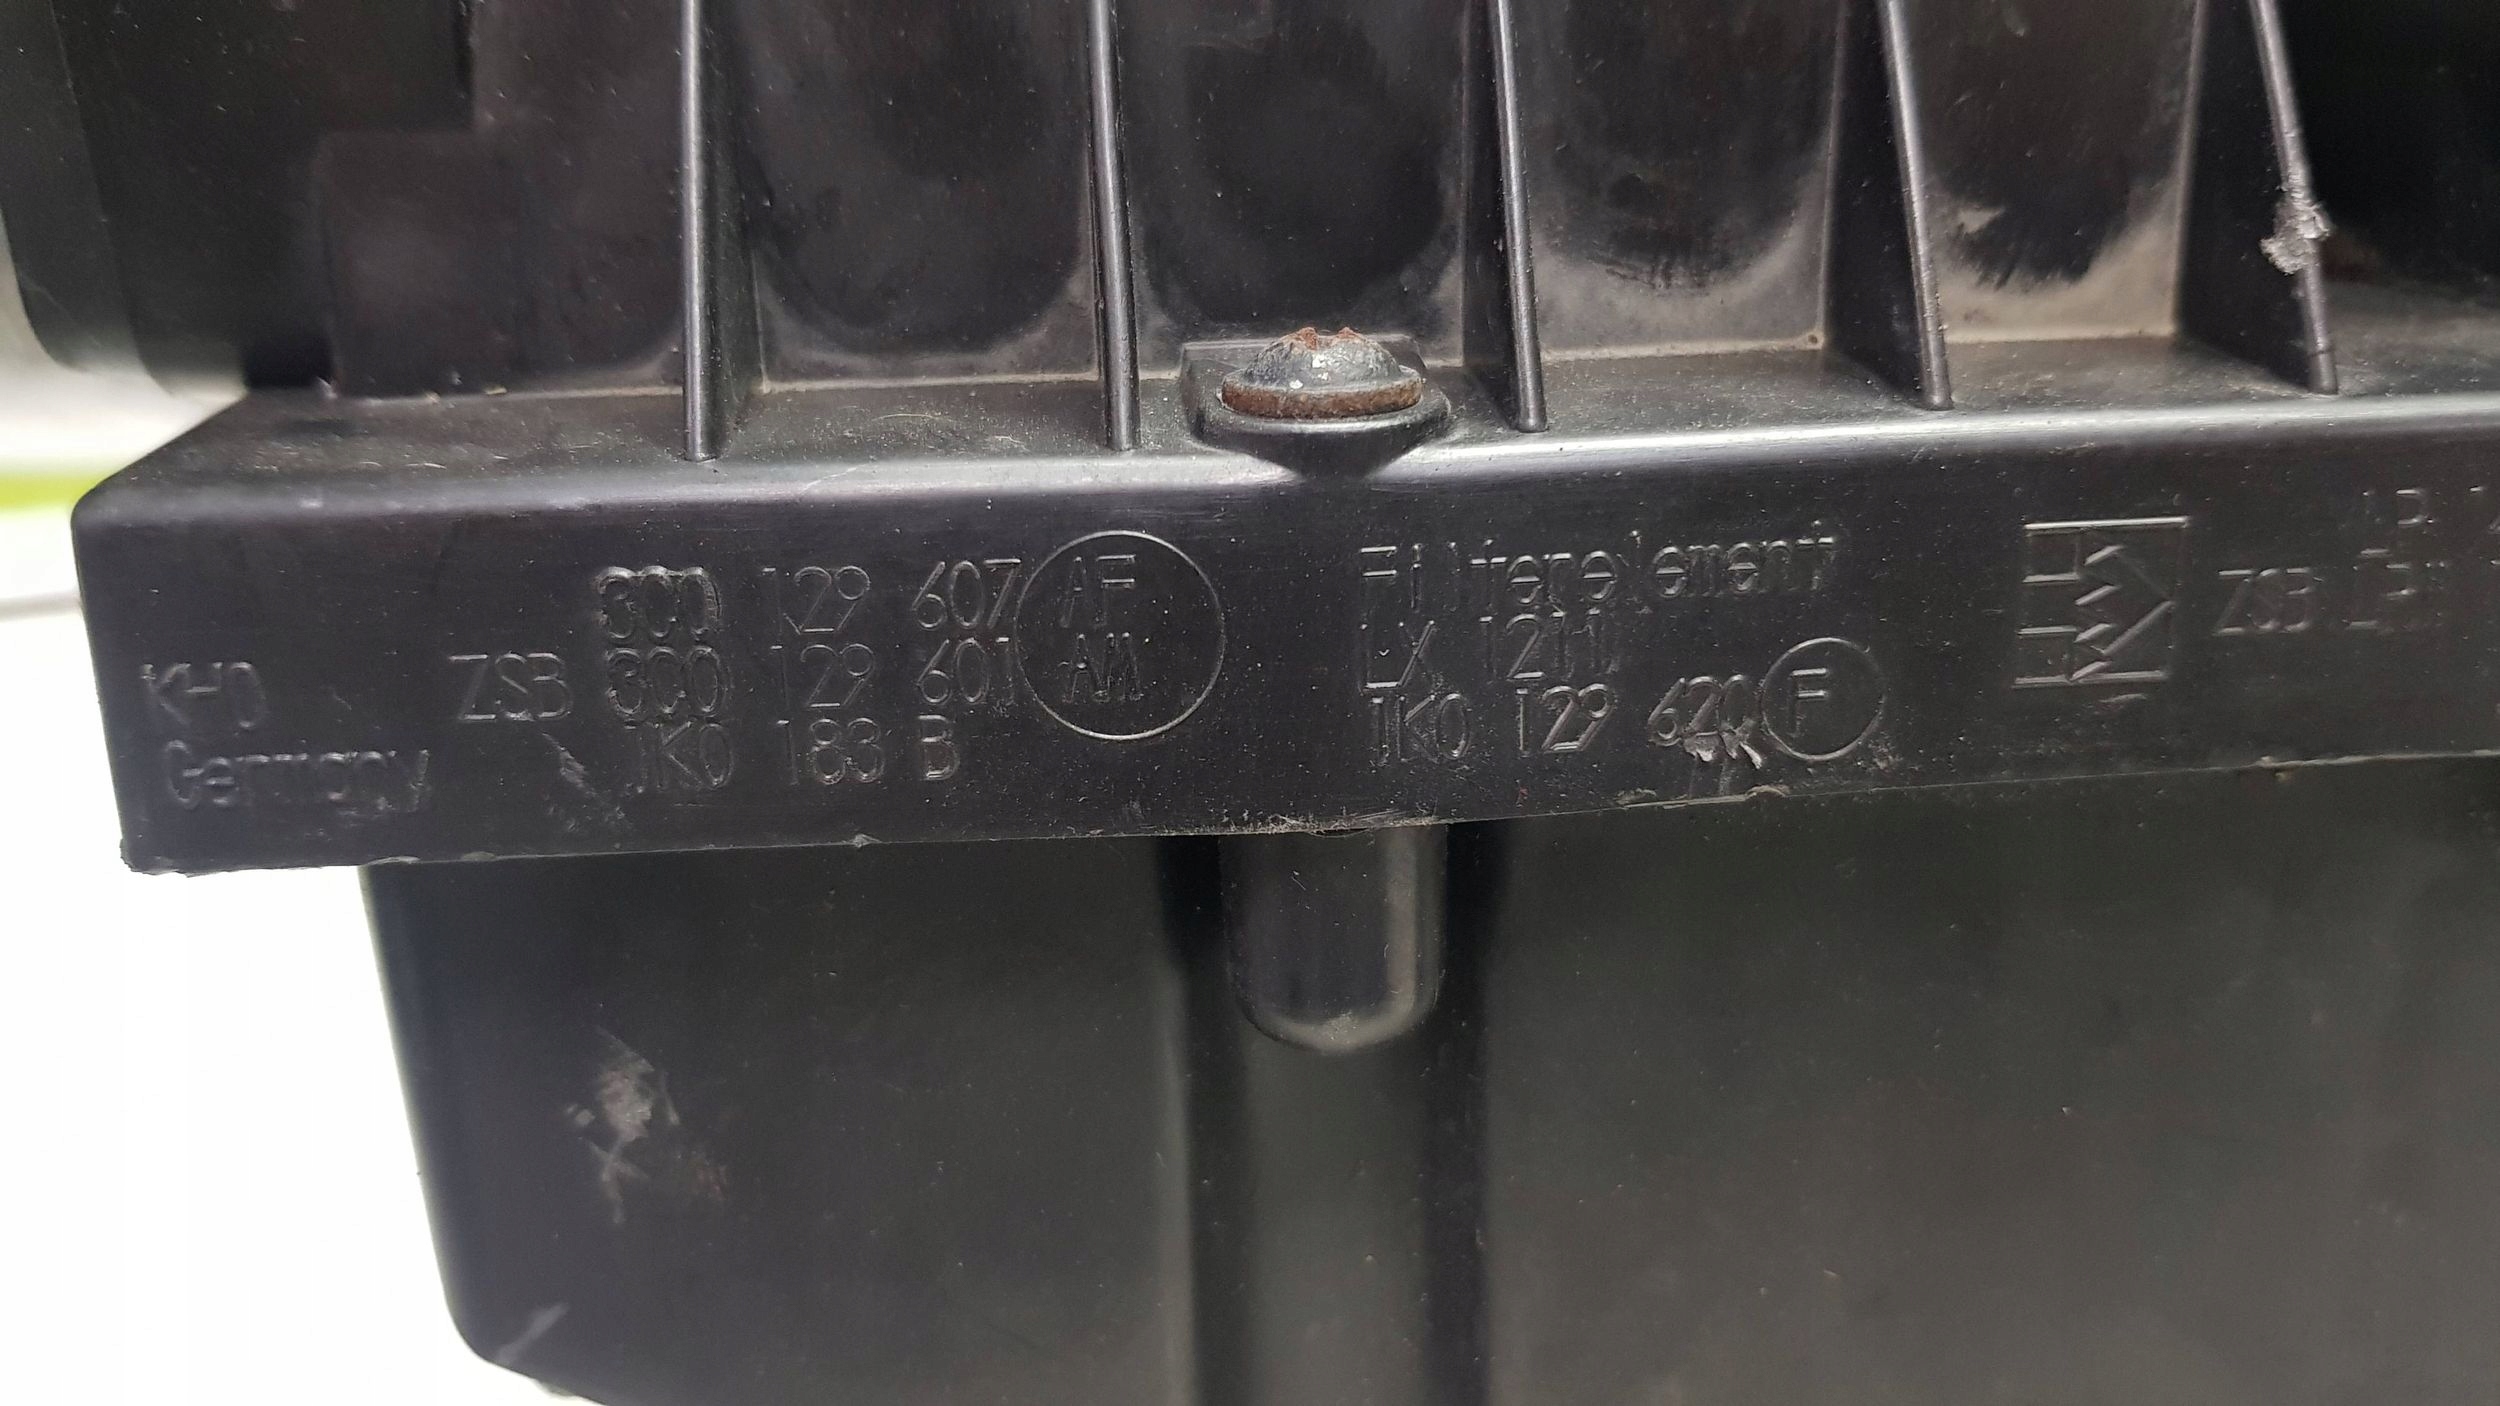 KHD
Germany
3C0 129 607 AF
ZSB 3C0 129 601 AM
1K0 183 B
Filterelement
LX 1211
1K0 129 620 F
ZSB